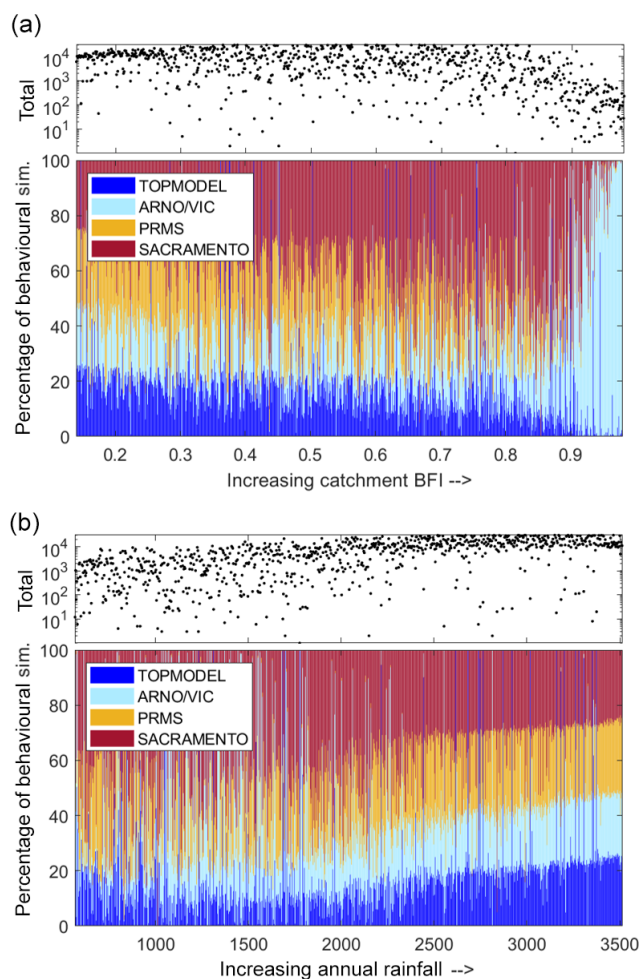 (a)
Total
10^4
10^3
10^2
10^1
Percentage of behavioural sim.
100
80
60
40
20
0
TOPMODEL
ARNO/VIC
PRMS
SACRAMENTO
0.2 0.3 0.4 0.5 0.6 0.7 0.8 0.9
Increasing catchment BFI -->
(b)
Total
10^4
10^3
10^2
10^1
Percentage of behavioural sim.
100
80
60
40
20
0
TOPMODEL
ARNO/VIC
PRMS
SACRAMENTO
1000 1500 2000 2500 3000 3500
Increasing annual rainfall -->